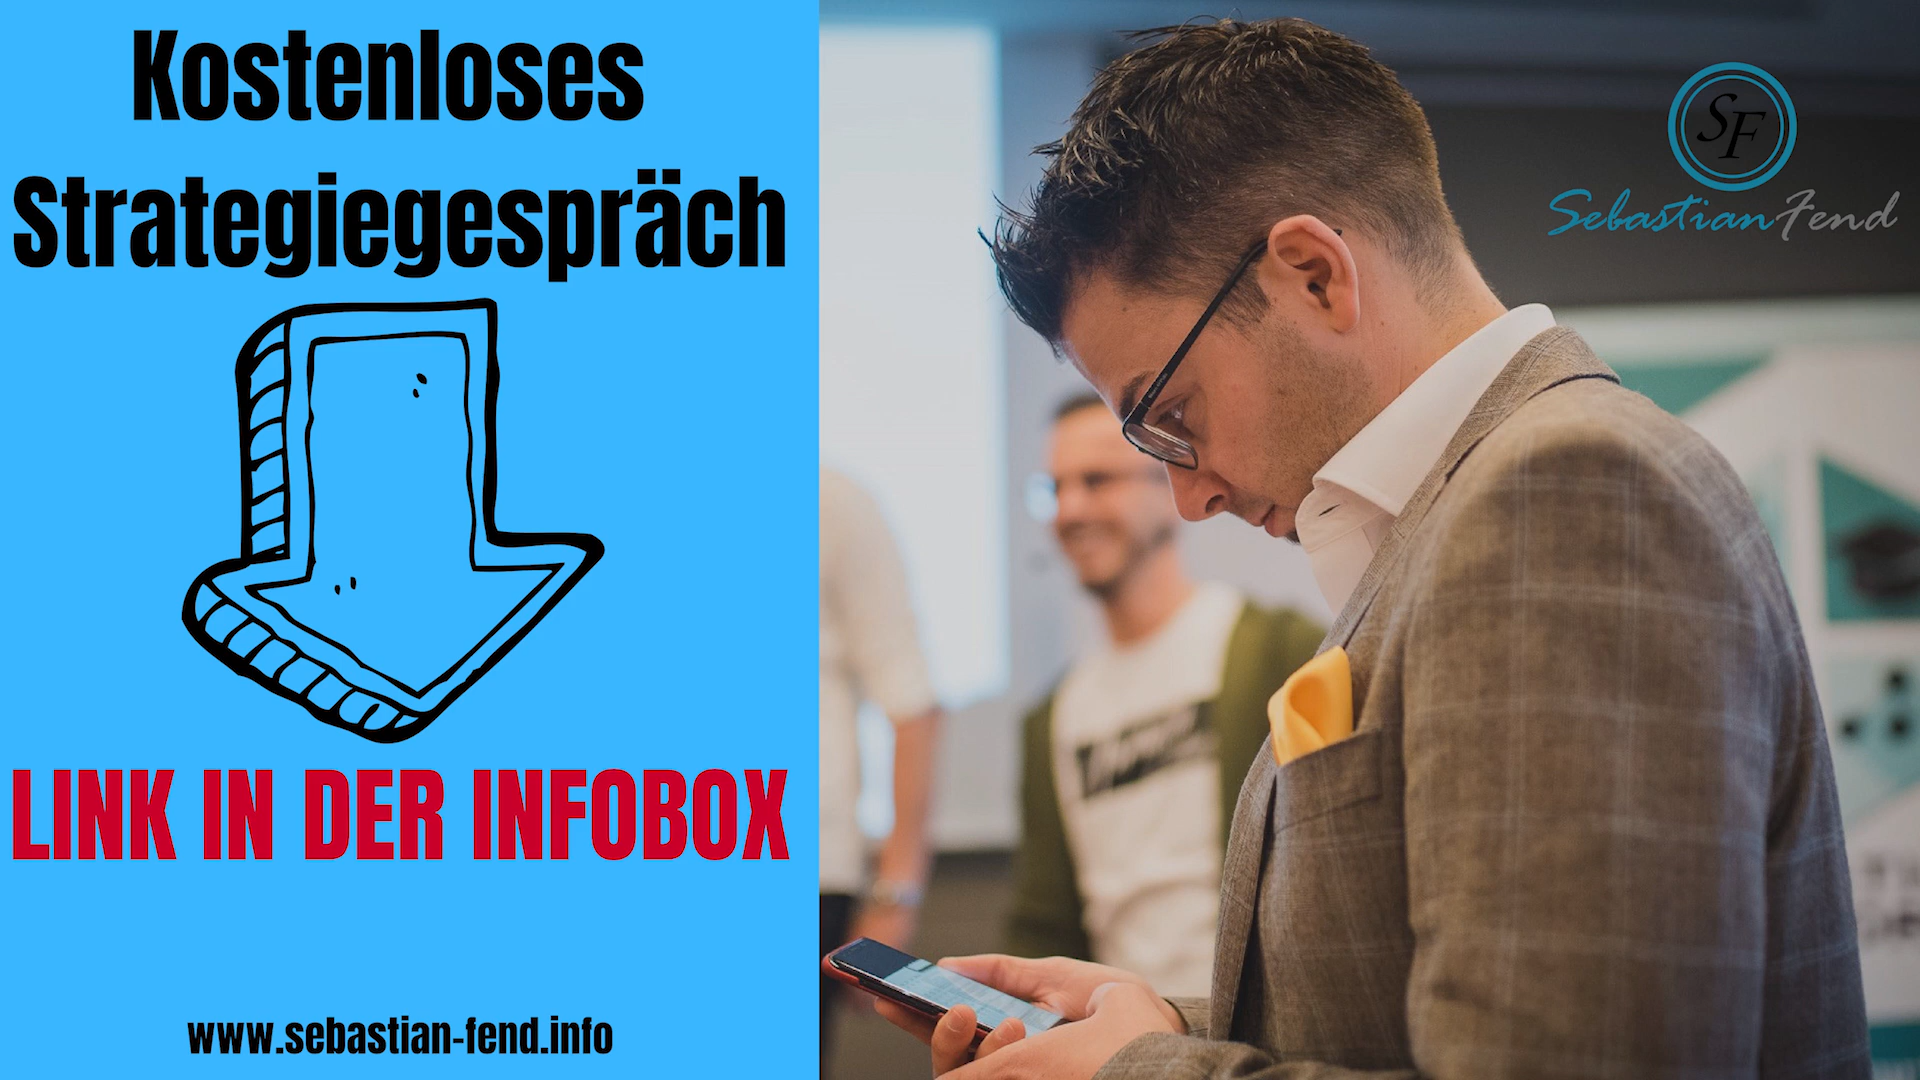 Kostenloses
Strategiegespräch
LINK IN DER INFOBOX
www.sebastian-fend.info
SF
SebastianFend